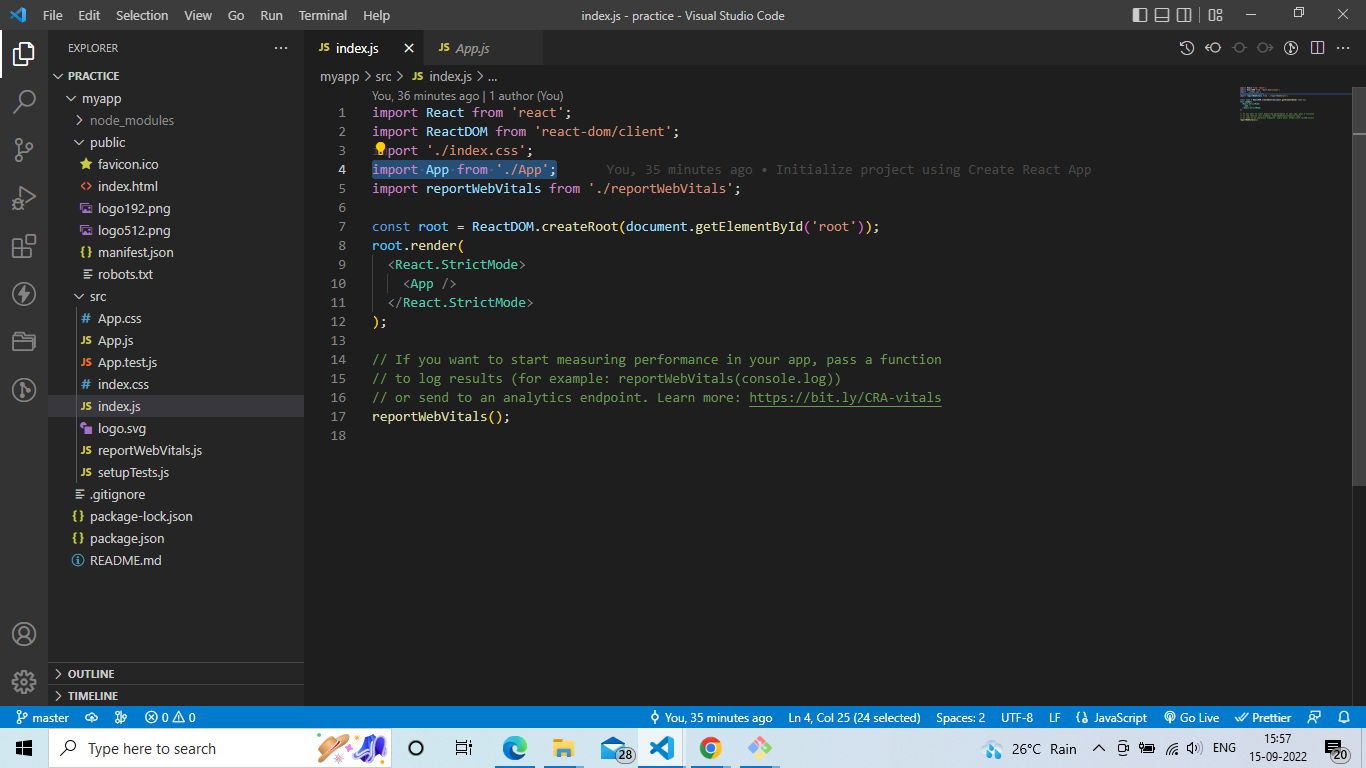 File Edit Selection View Go Run Terminal Help
index.js - practice - Visual Studio Code
EXPLORER
PRACTICE
myapp
node_modules
public
favicon.ico
index.html
logo192.png
logo512.png
manifest.json
robots.txt
src
App.css
App.js
App.test.js
index.css
index.js
logo.svg
reportWebVitals.js
setupTests.js
.gitignore
package-lock.json
package.json
README.md
OUTLINE
TIMELINE
JS index.js
JS App.js
myapp > src > JS index.js > ...
You, 36 minutes ago | 1 author (You)
1 import React from 'react';
2 import ReactDOM from 'react-dom/client';
3 import './index.css';
4 import App from './App'; You, 35 minutes ago • Initialize project using Create React App
5 import reportWebVitals from './reportWebVitals';
6
7 const root = ReactDOM.createRoot(document.getElementById('root'));
8 root.render(
9 <React.StrictMode>
10 <App />
11 </React.StrictMode>
12 );
13
14 // If you want to start measuring performance in your app, pass a function
15 // to log results (for example: reportWebVitals(console.log))
16 // or send to an analytics endpoint. Learn more: https://bit.ly/CRA-vitals
17 reportWebVitals();
18
master 0 0 You, 35 minutes ago Ln 4, Col 25 (24 selected) Spaces: 2 UTF-8 LF JavaScript Go Live Prettier
Type here to search
28
26°C Rain
ENG
15:57
15-09-2022
20